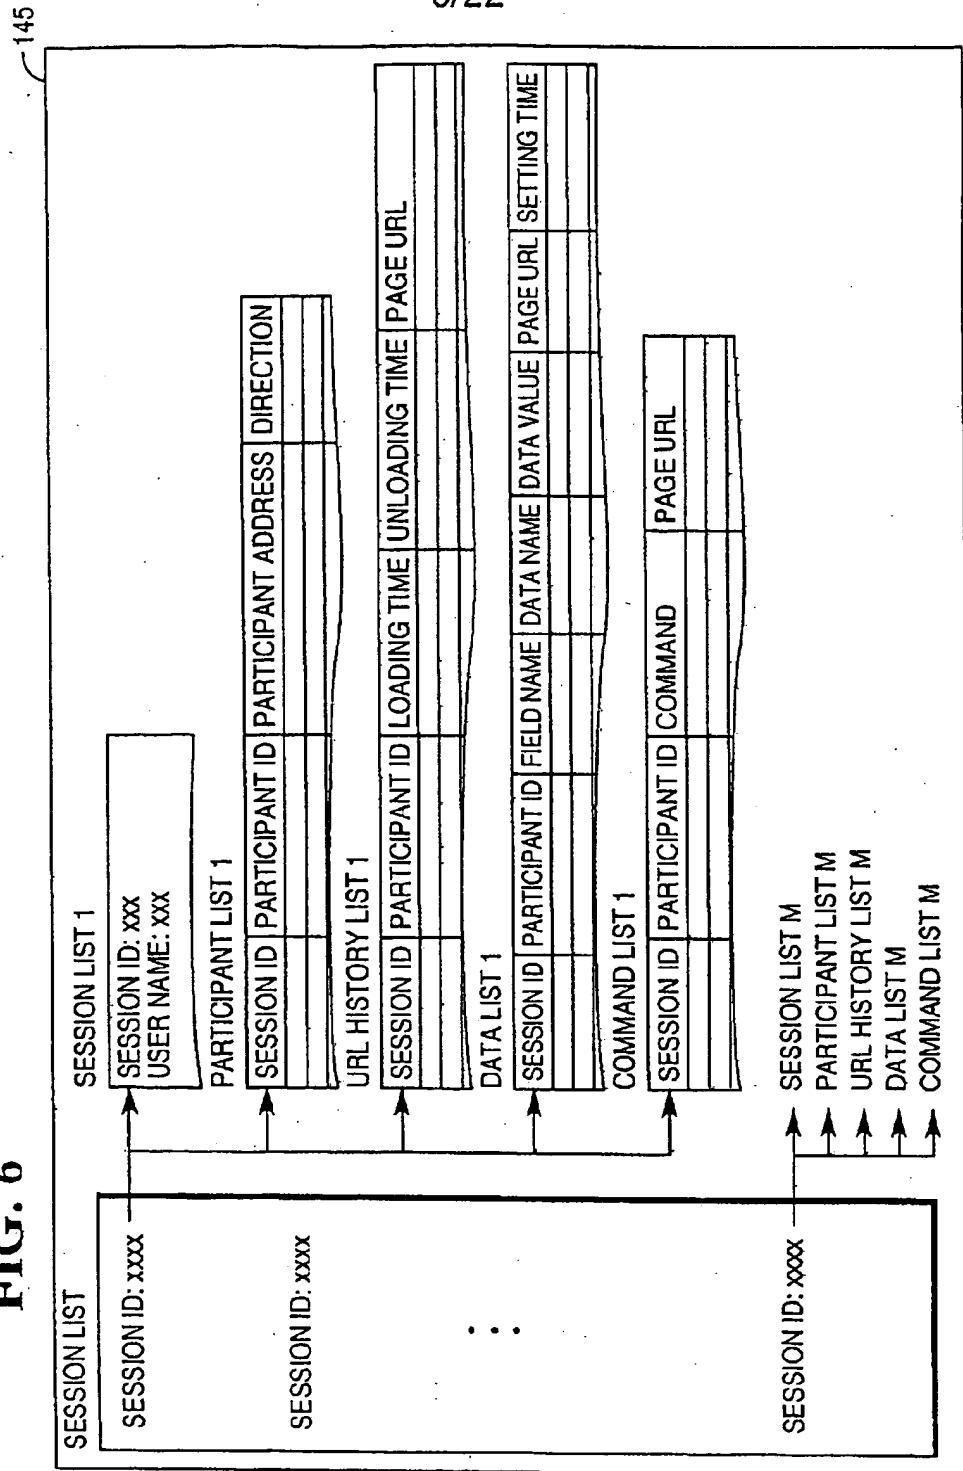 FIG. 6
145
SESSION LIST
SESSION ID: xxxx
SESSION ID: xxxx
SESSION ID: xxxx
SESSION LIST 1
SESSION ID: xxx
USER NAME: xxx
PARTICIPANT LIST 1
SESSION ID PARTICIPANT ID PARTICIPANT ADDRESS DIRECTION
URL HISTORY LIST 1
SESSION ID PARTICIPANT ID LOADING TIME UNLOADING TIME PAGE URL
DATA LIST 1
SESSION ID PARTICIPANT ID FIELD NAME DATA NAME DATA VALUE PAGE URL SETTING TIME
COMMAND LIST 1
SESSION ID PARTICIPANT ID COMMAND PAGE URL
SESSION LIST M
PARTICIPANT LIST M
URL HISTORY LIST M
DATA LIST M
COMMAND LIST M